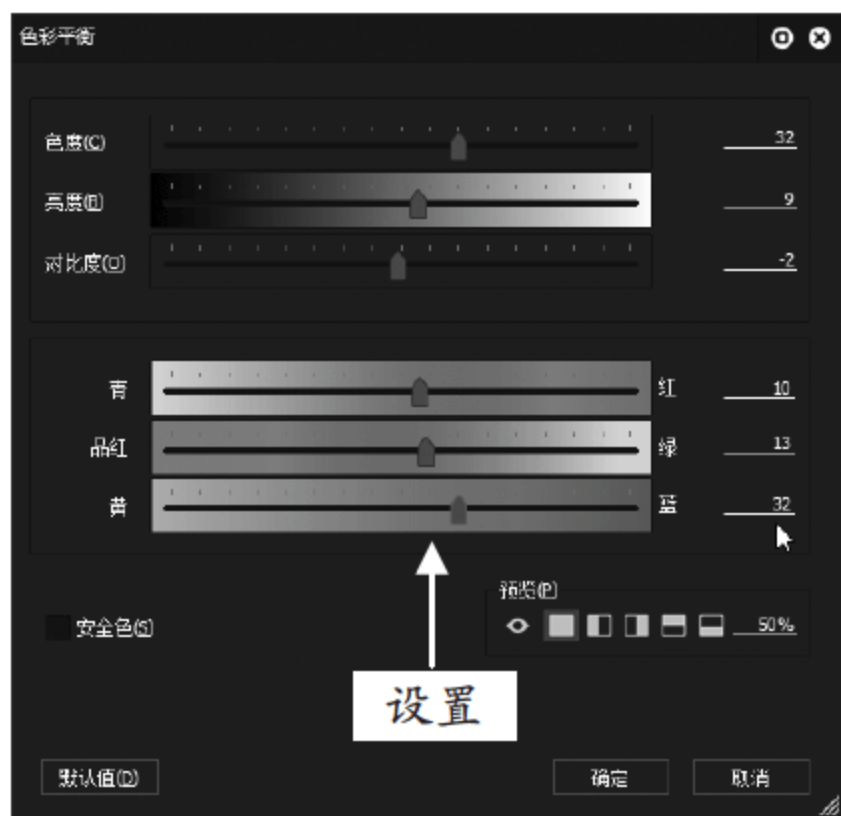 色彩平衡
色度(C) 32
亮度(B) 9
对比度(O) -2
青 红 10
品红 绿 13
黄 蓝 32
预览(P)
安全色(S) 50%
设置
默认值(D) 确定 取消